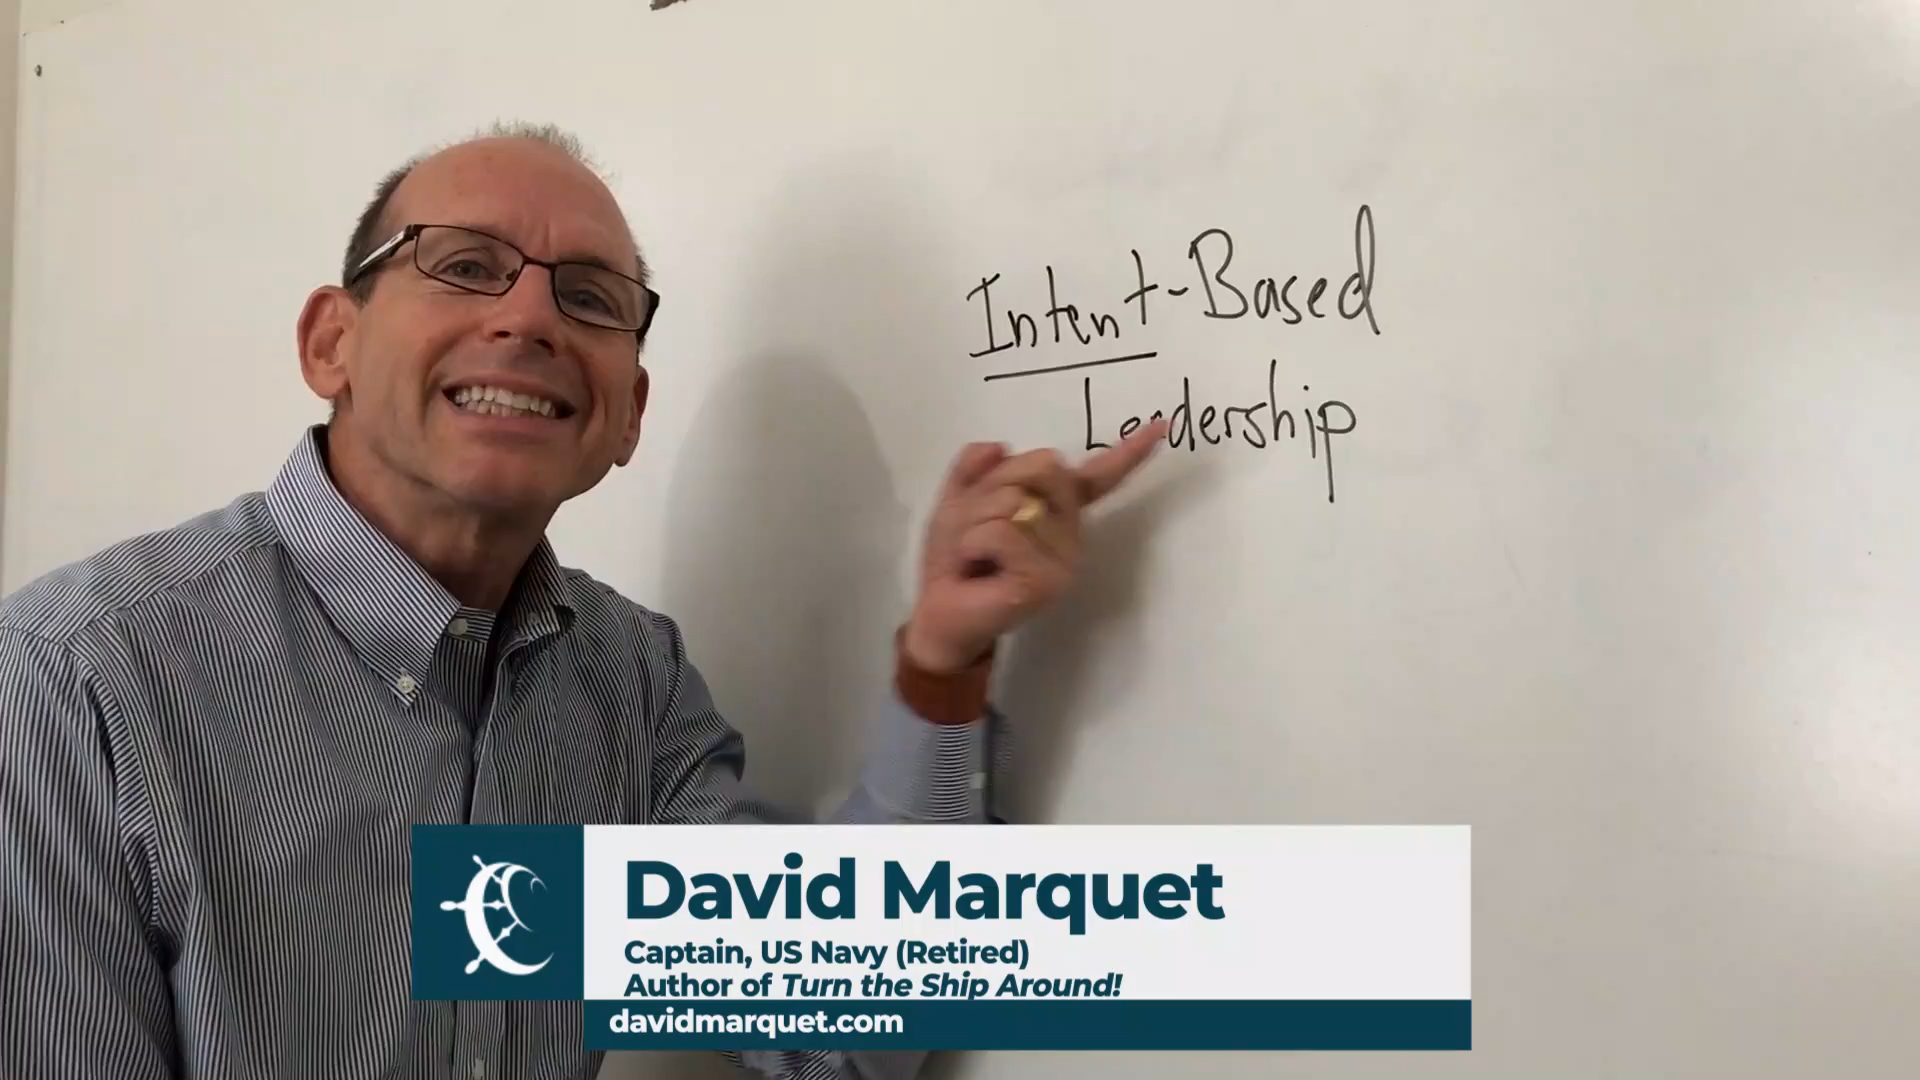 Intent-Based
Leadership
David Marquet
Captain, US Navy (Retired)
Author of Turn the Ship Around!
davidmarquet.com